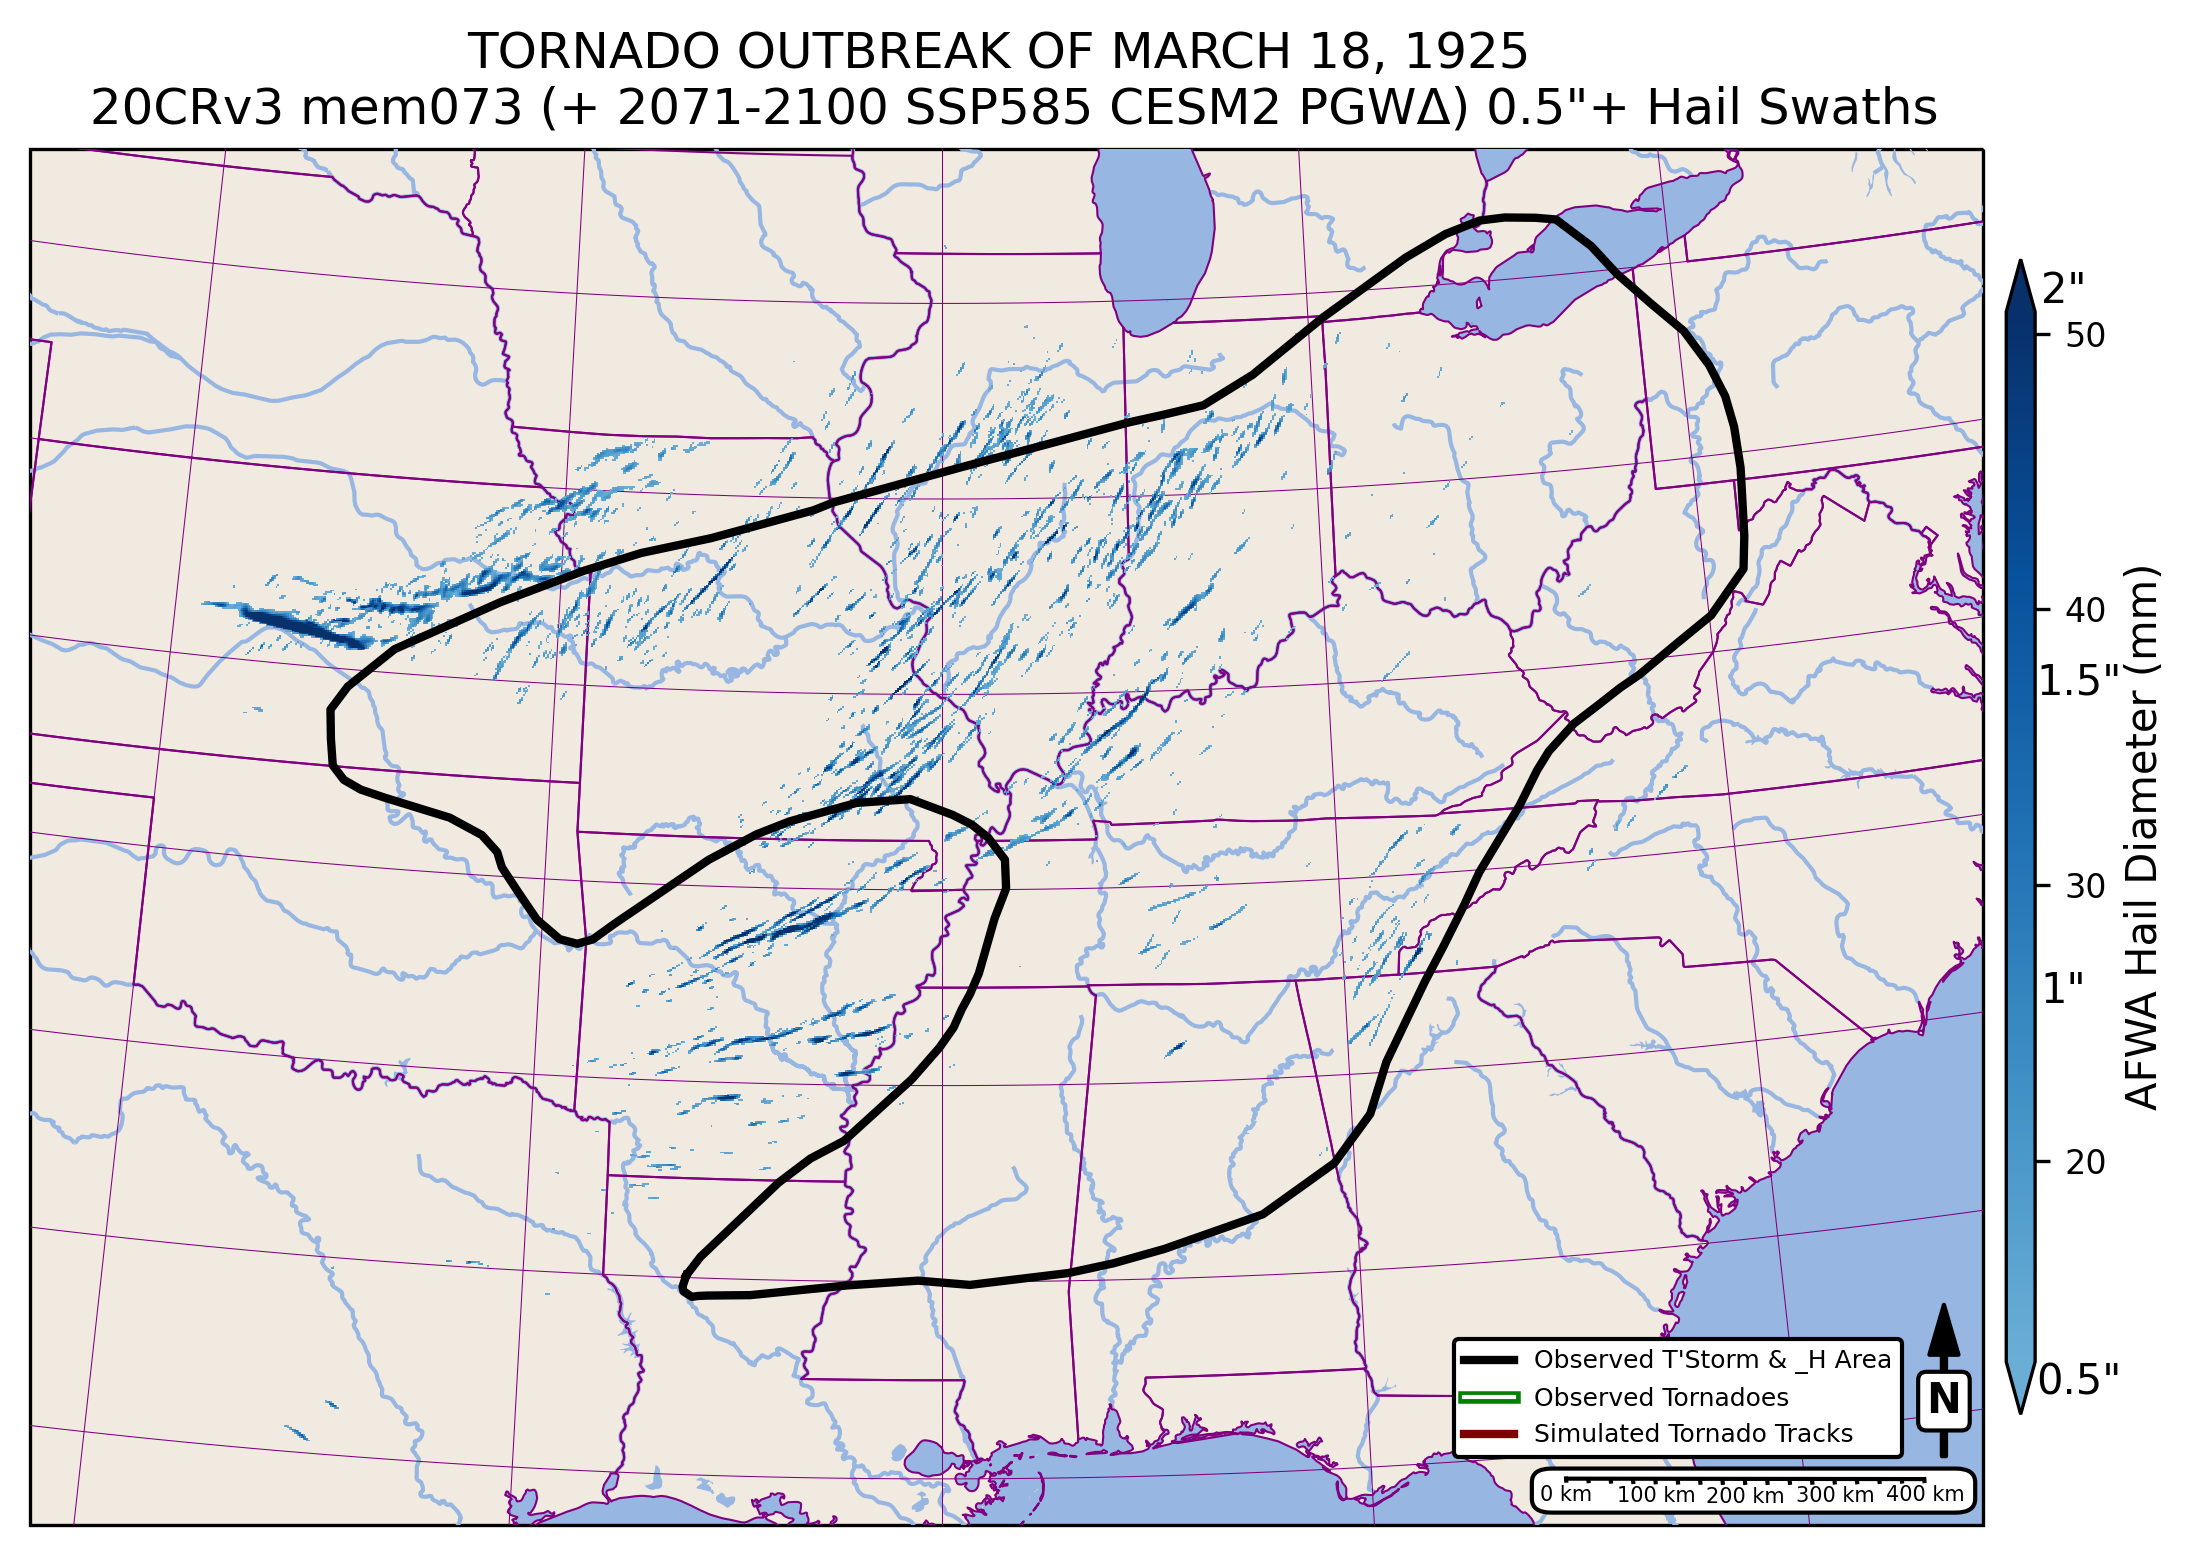 TORNADO OUTBREAK OF MARCH 18, 1925
20CRv3 mem073 (+ 2071-2100 SSP585 CESM2 PGWΔ) 0.5"+ Hail Swaths
2"
50
40
1.5"
30
1"
20
0.5"
AFWA Hail Diameter (mm)
Observed T'Storm & _H Area
Observed Tornadoes
Simulated Tornado Tracks
N
0 km 100 km 200 km 300 km 400 km